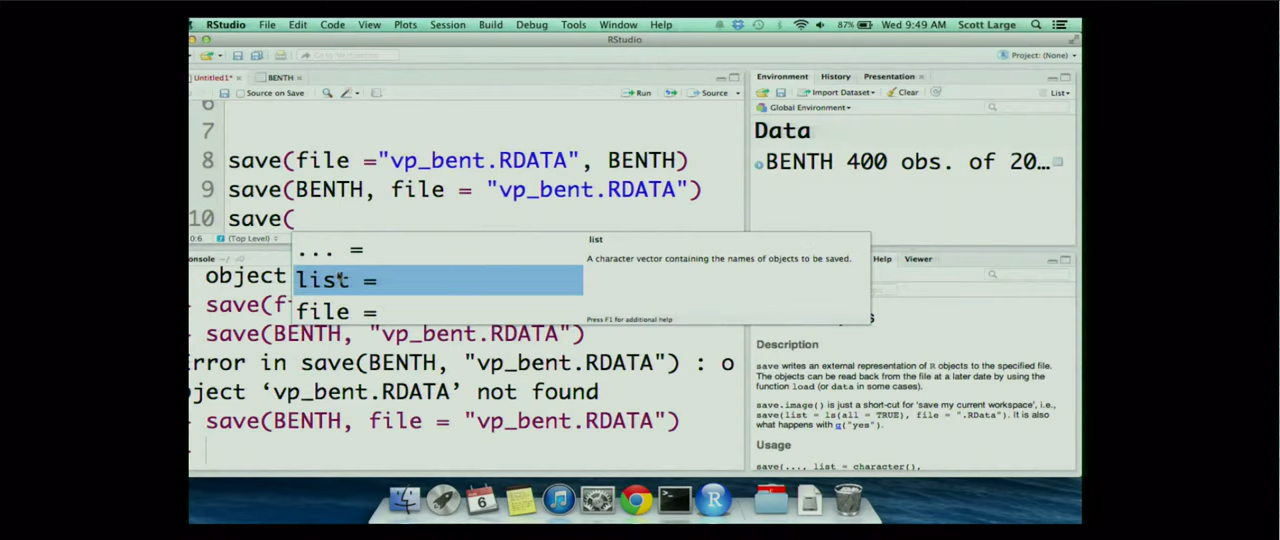 RStudio File Edit Code View Plots Session Build Debug Tools Window Help 87% Wed 9:49 AM Scott Large
RStudio
Go to file/function
Project: (None)
Untitled1* BENTH
Source on Save Run Source
7
8 save(file ="vp_bent.RDATA", BENTH)
9 save(BENTH, file = "vp_bent.RDATA")
10 save(
10:6 (Top Level)
... =
list =
file =
list
A character vector containing the names of objects to be saved.
Press F1 for additional help
onsole ~/
object
save(f
save(BENTH, "vp_bent.RDATA")
rror in save(BENTH, "vp_bent.RDATA") : o
ject ‘vp_bent.RDATA’ not found
save(BENTH, file = "vp_bent.RDATA")
Environment History Presentation
Import Dataset Clear List
Global Environment
Data
BENTH 400 obs. of 20…
Help Viewer
Description
save writes an external representation of R objects to the specified file.
The objects can be read back from the file at a later date by using the
function load (or data in some cases).
save.image() is just a short-cut for ‘save my current workspace’, i.e.,
save(list = ls(all = TRUE), file = ".RData"). It is also
what happens with q("yes").
Usage
save(..., list = character(),
6
R